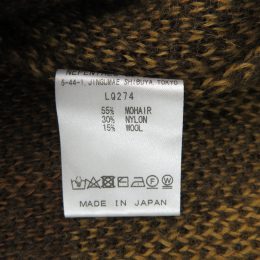 5-44-1, JINGUMAE SHIBUYA, TOKYO
LQ274
55% MOHAIR
30% NYLON
15% WOOL
MADE IN JAPAN